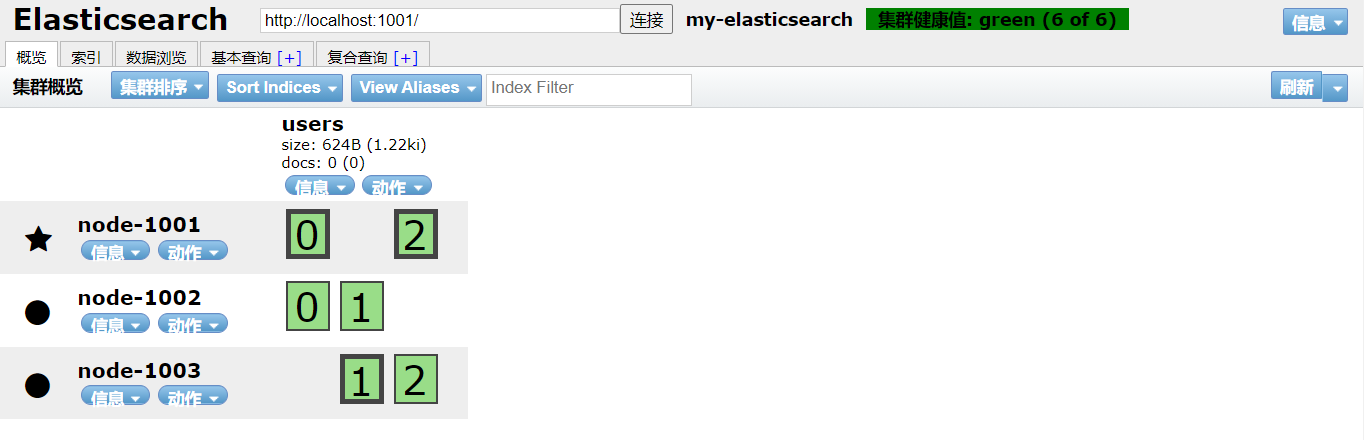 Elasticsearch http://localhost:1001/ 连接 my-elasticsearch 集群健康值: green (6 of 6) 信息
概览 索引 数据浏览 基本查询 [+] 复合查询 [+]
集群概览 集群排序 Sort Indices View Aliases Index Filter 刷新
users
size: 624B (1.22ki)
docs: 0 (0)
信息 动作
node-1001 0 2
信息 动作
node-1002 0 1
信息 动作
node-1003 1 2
信息 动作